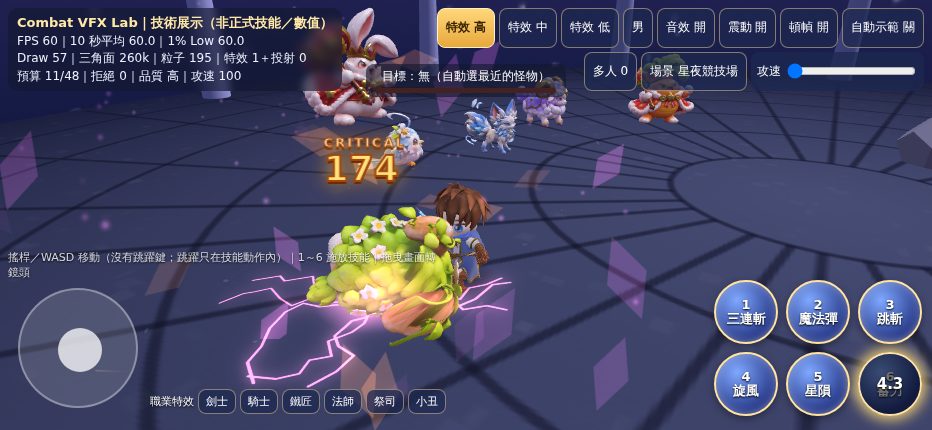 Combat VFX Lab｜技術展示（非正式技能／數值）
FPS 60｜10 秒平均 60.0｜1% Low 60.0
Draw 57｜三角面 260k｜粒子 195｜特效 1＋投射 0
預算 11/48｜拒絕 0｜品質 高｜攻速 100
特效 高
特效 中
特效 低
男
音效 開
震動 開
頓幀 開
自動示範 關
目標：無（自動選最近的怪物）
多人 0
場景 星夜競技場
攻速
CRITICAL
174
搖桿／WASD 移動（沒有跳躍鍵；跳躍只在技能動作內）｜1～6 施放技能｜拖曳畫面轉
鏡頭
1
三連斬
2
魔法彈
3
跳斬
4
旋風
5
星隕
4.3
職業特效
劍士
騎士
鐵匠
法師
祭司
小丑